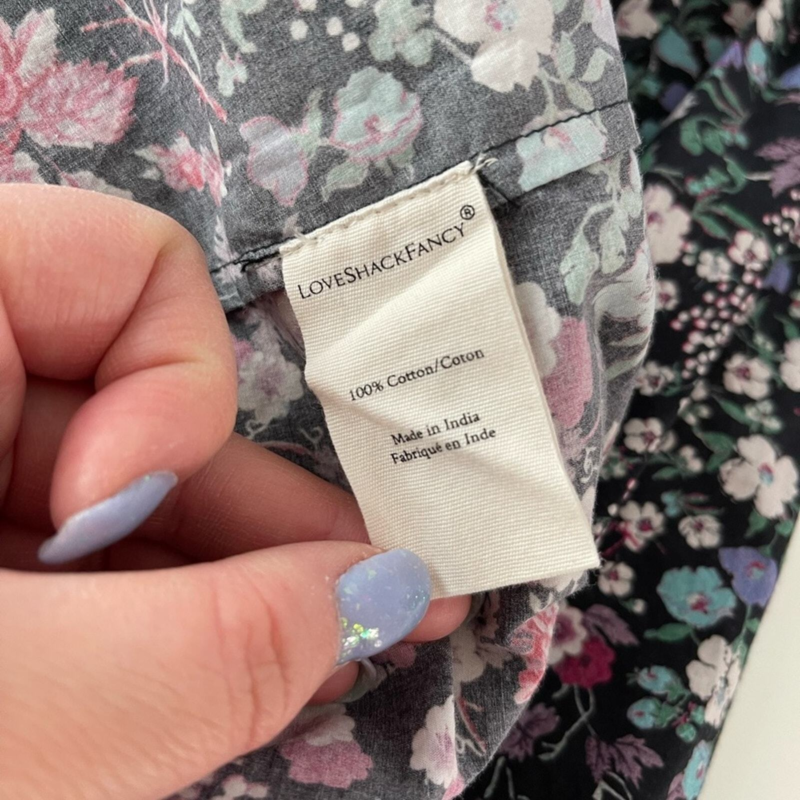 LOVESHACKFANCY®
100% Cotton/Coton
Made in India
Fabriqué en Inde